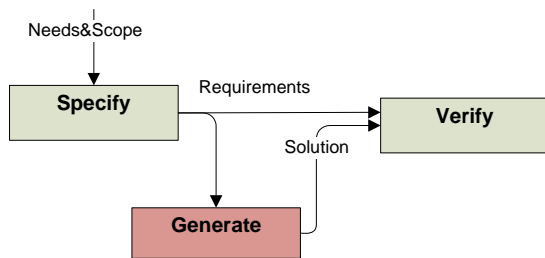 Needs&Scope
Specify
Requirements
Verify
Solution
Generate